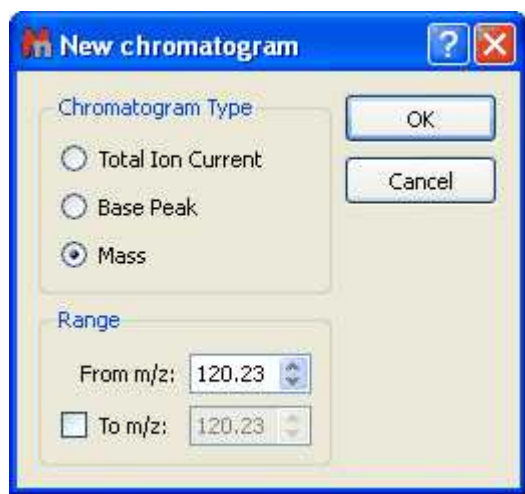 New chromatogram
Chromatogram Type
Total Ion Current
Base Peak
Mass
OK
Cancel
Range
From m/z: 120.23
To m/z: 120.23